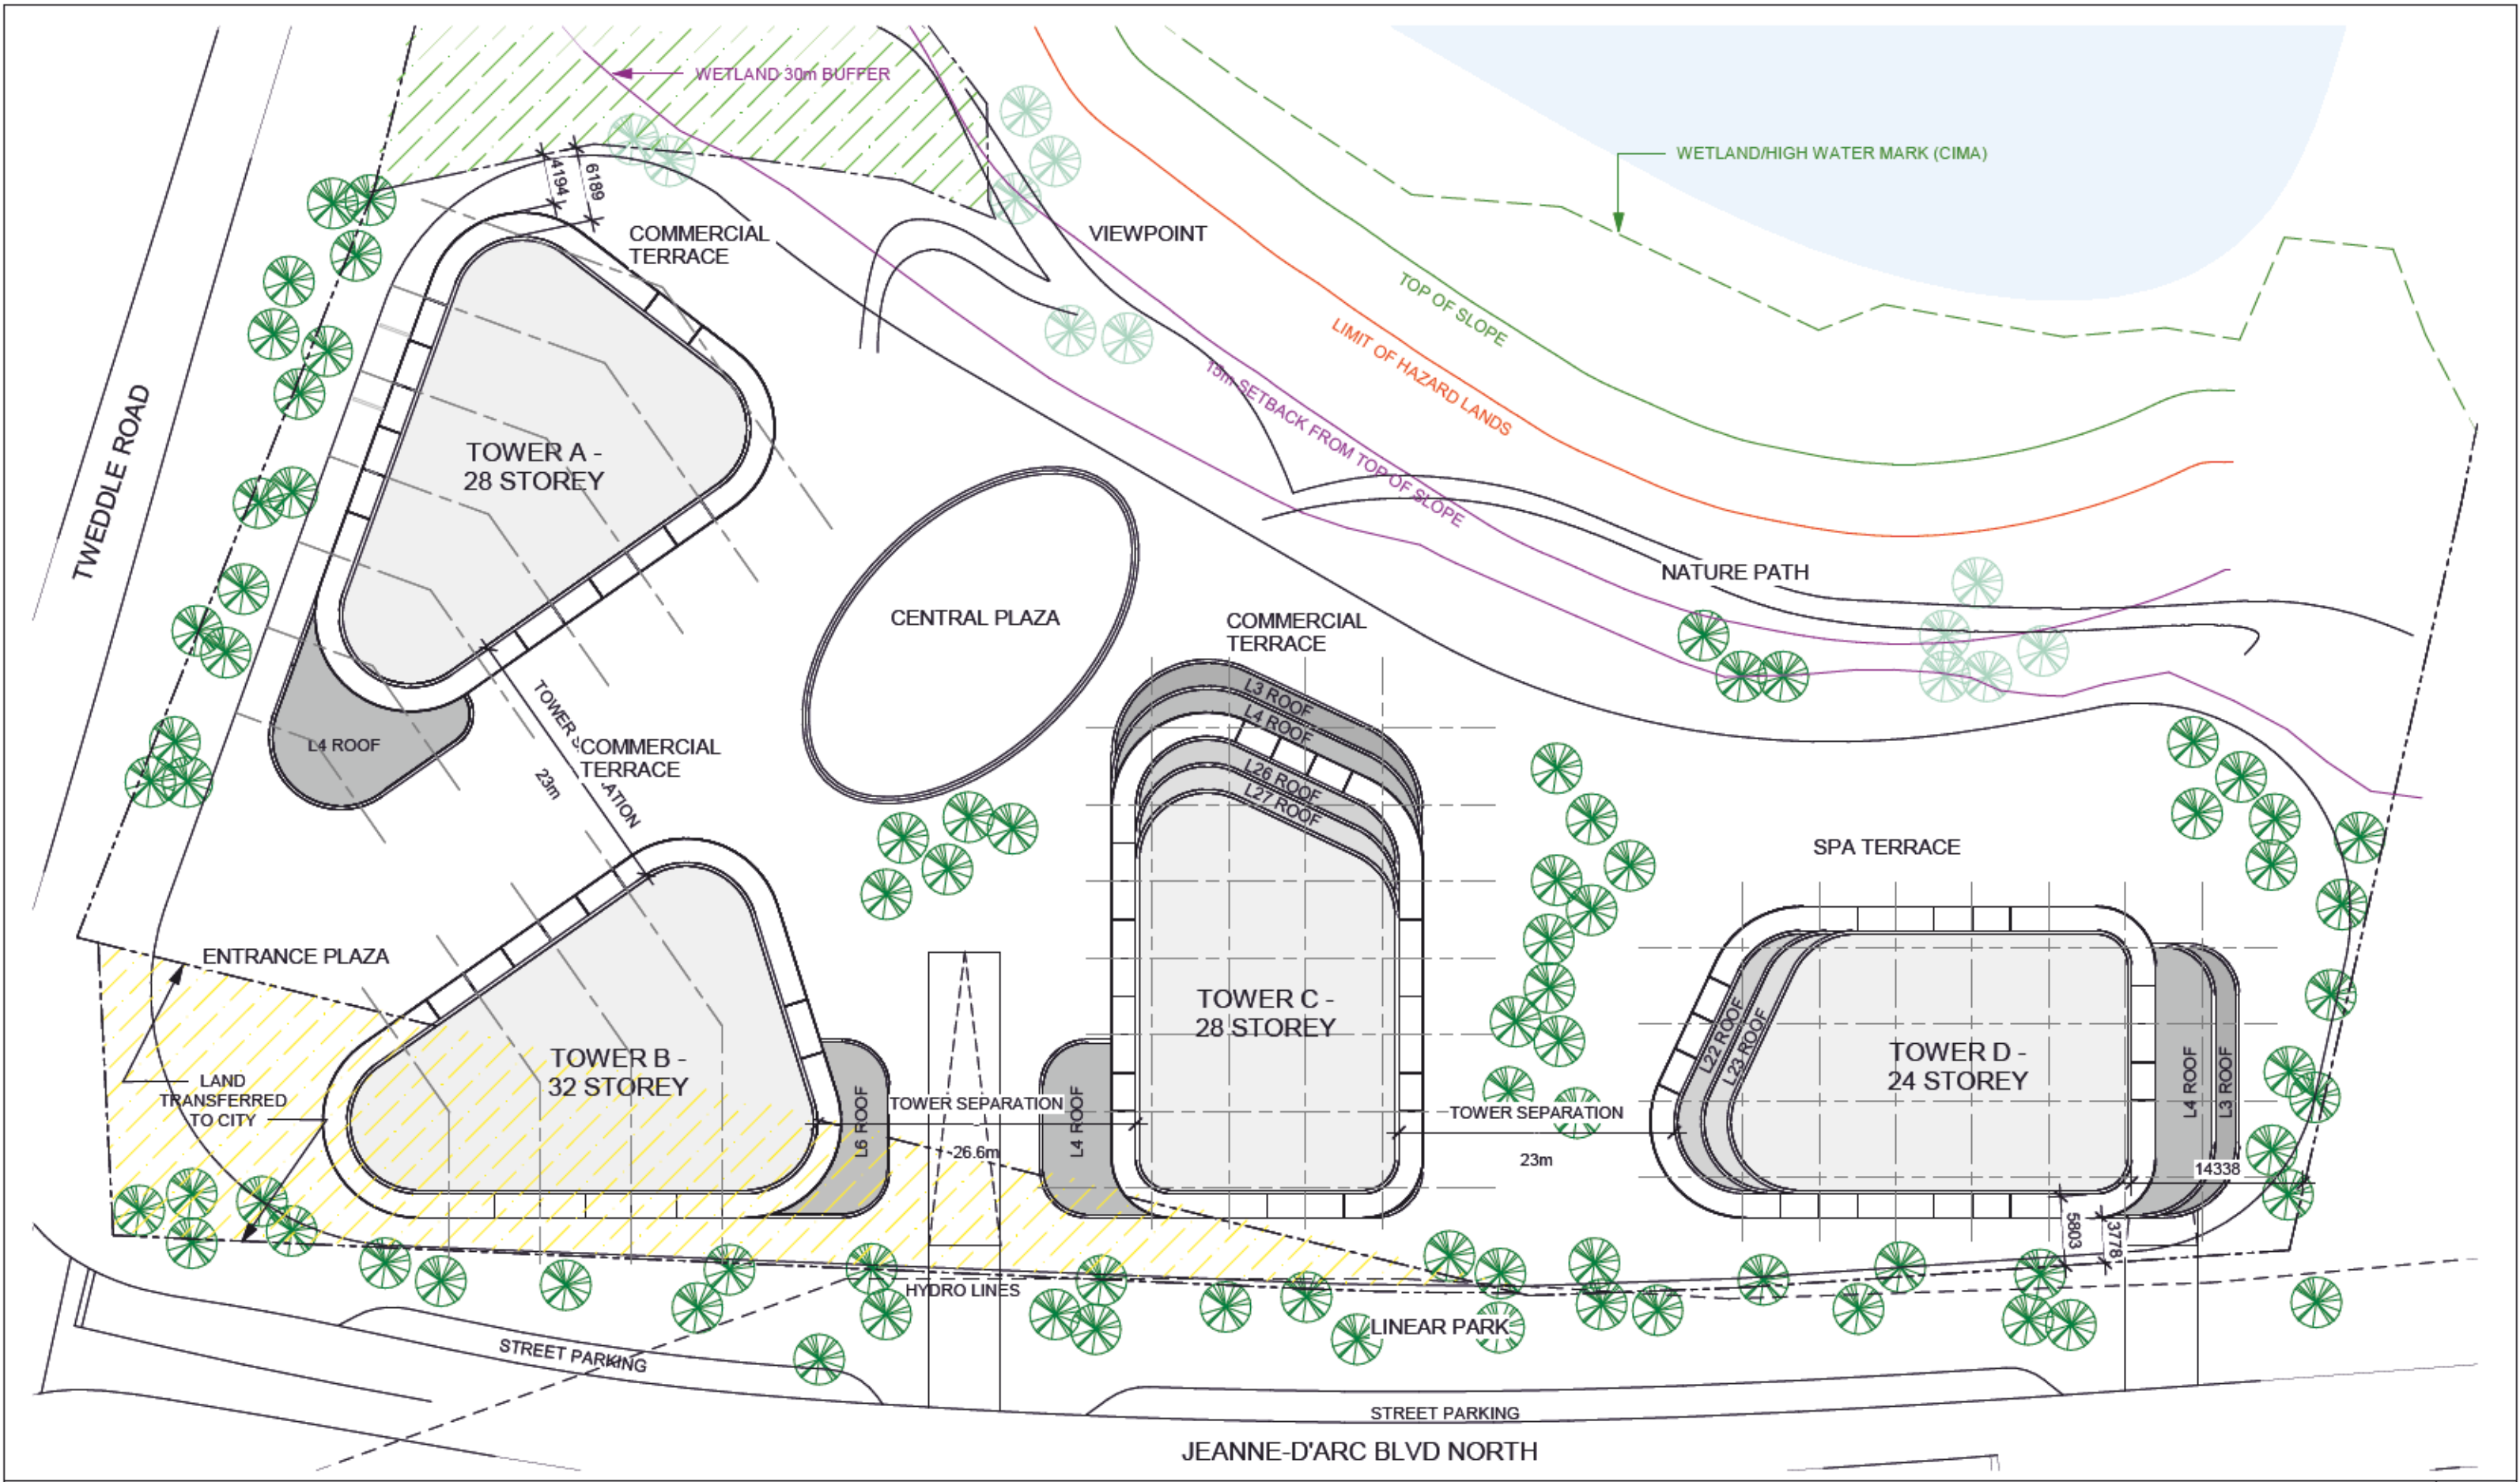 WETLAND 30m BUFFER
WETLAND/HIGH WATER MARK (CIMA)
4194
6189
COMMERCIAL
TERRACE
VIEWPOINT
TOP OF SLOPE
LIMIT OF HAZARD LANDS
15m SETBACK FROM TOP OF SLOPE
TWEDDLE ROAD
TOWER A -
28 STOREY
NATURE PATH
CENTRAL PLAZA
COMMERCIAL
TERRACE
L3 ROOF
L4 ROOF
L26 ROOF
L27 ROOF
L4 ROOF
TOWER SEPARATION
23m
COMMERCIAL
TERRACE
SPA TERRACE
ENTRANCE PLAZA
TOWER C -
28 STOREY
L22 ROOF
L23 ROOF
TOWER D -
24 STOREY
L4 ROOF
L3 ROOF
TOWER B -
32 STOREY
LAND
TRANSFERRED
TO CITY
L6 ROOF
TOWER SEPARATION
26.6m
L4 ROOF
TOWER SEPARATION
23m
14338
5803
3778
HYDRO LINES
LINEAR PARK
STREET PARKING
STREET PARKING
JEANNE-D'ARC BLVD NORTH